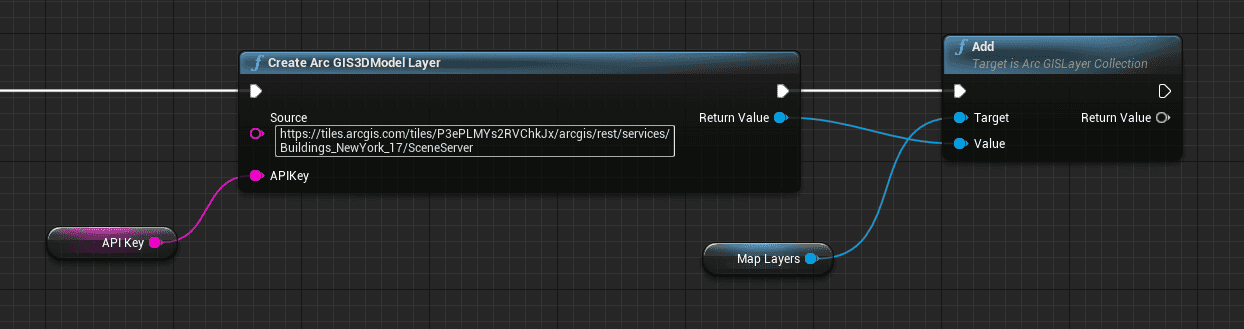 Create Arc GIS3DModel Layer
Source
https://tiles.arcgis.com/tiles/P3ePLMYs2RVChkJx/arcgis/rest/services/
Buildings_NewYork_17/SceneServer
Return Value
APIKey
API Key
Map Layers
Add
Target is Arc GISLayer Collection
Target
Return Value
Value